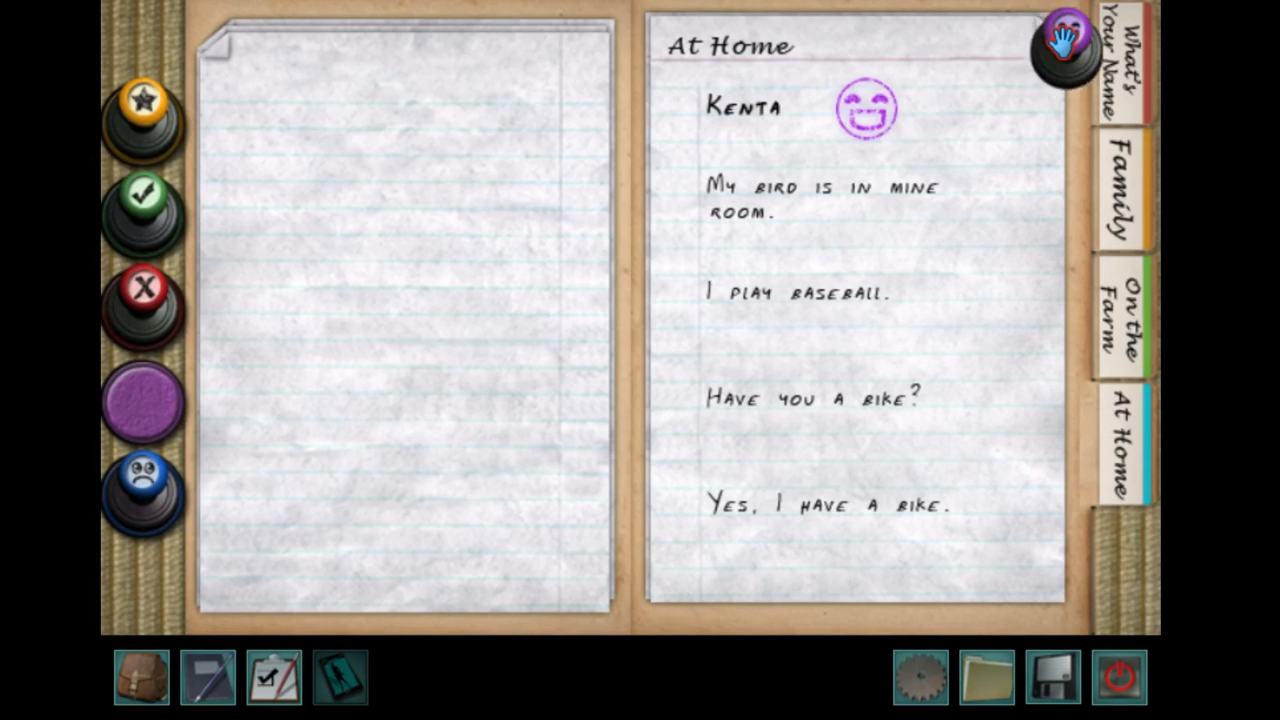 At Home
KENTA
MY BIRD IS IN MINE
ROOM.
I PLAY BASEBALL.
HAVE YOU A BIKE?
YES, I HAVE A BIKE.
What's
Your Name
Family
On the
Farm
At Home